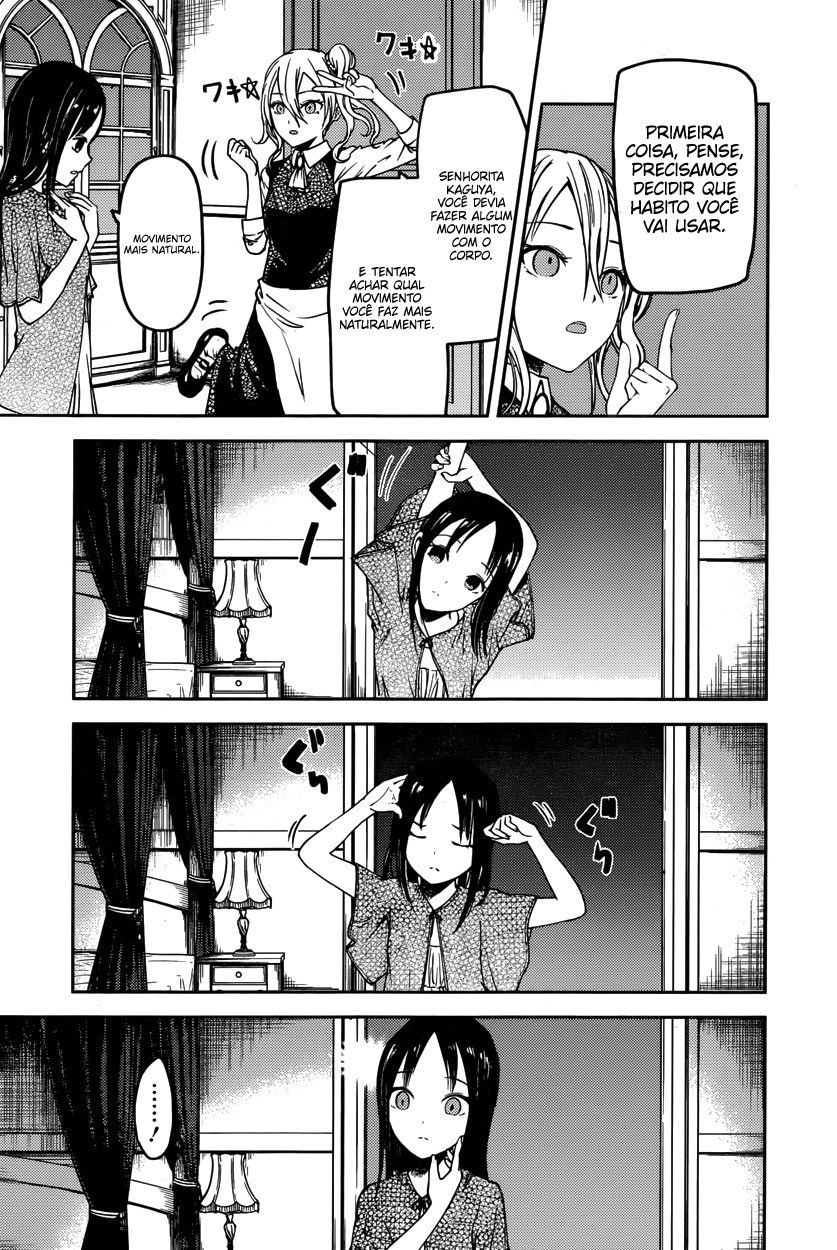 PRIMEIRA
COISA, PENSE,
PRECISAMOS
DECIDIR QUE
HABITO VOCÊ
VAI USAR.
SENHORITA
KAGUYA,
VOCÊ DEVIA
FAZER ALGUM
MOVIMENTO
COM O
CORPO.
E TENTAR
ACHAR QUAL
MOVIMENTO
VOCÊ FAZ MAIS
NATURALMENTE.
ワキ☆
ワキ☆
MOVIMENTO
MAIS NATURAL.
ぐー
ぐぐ
……!